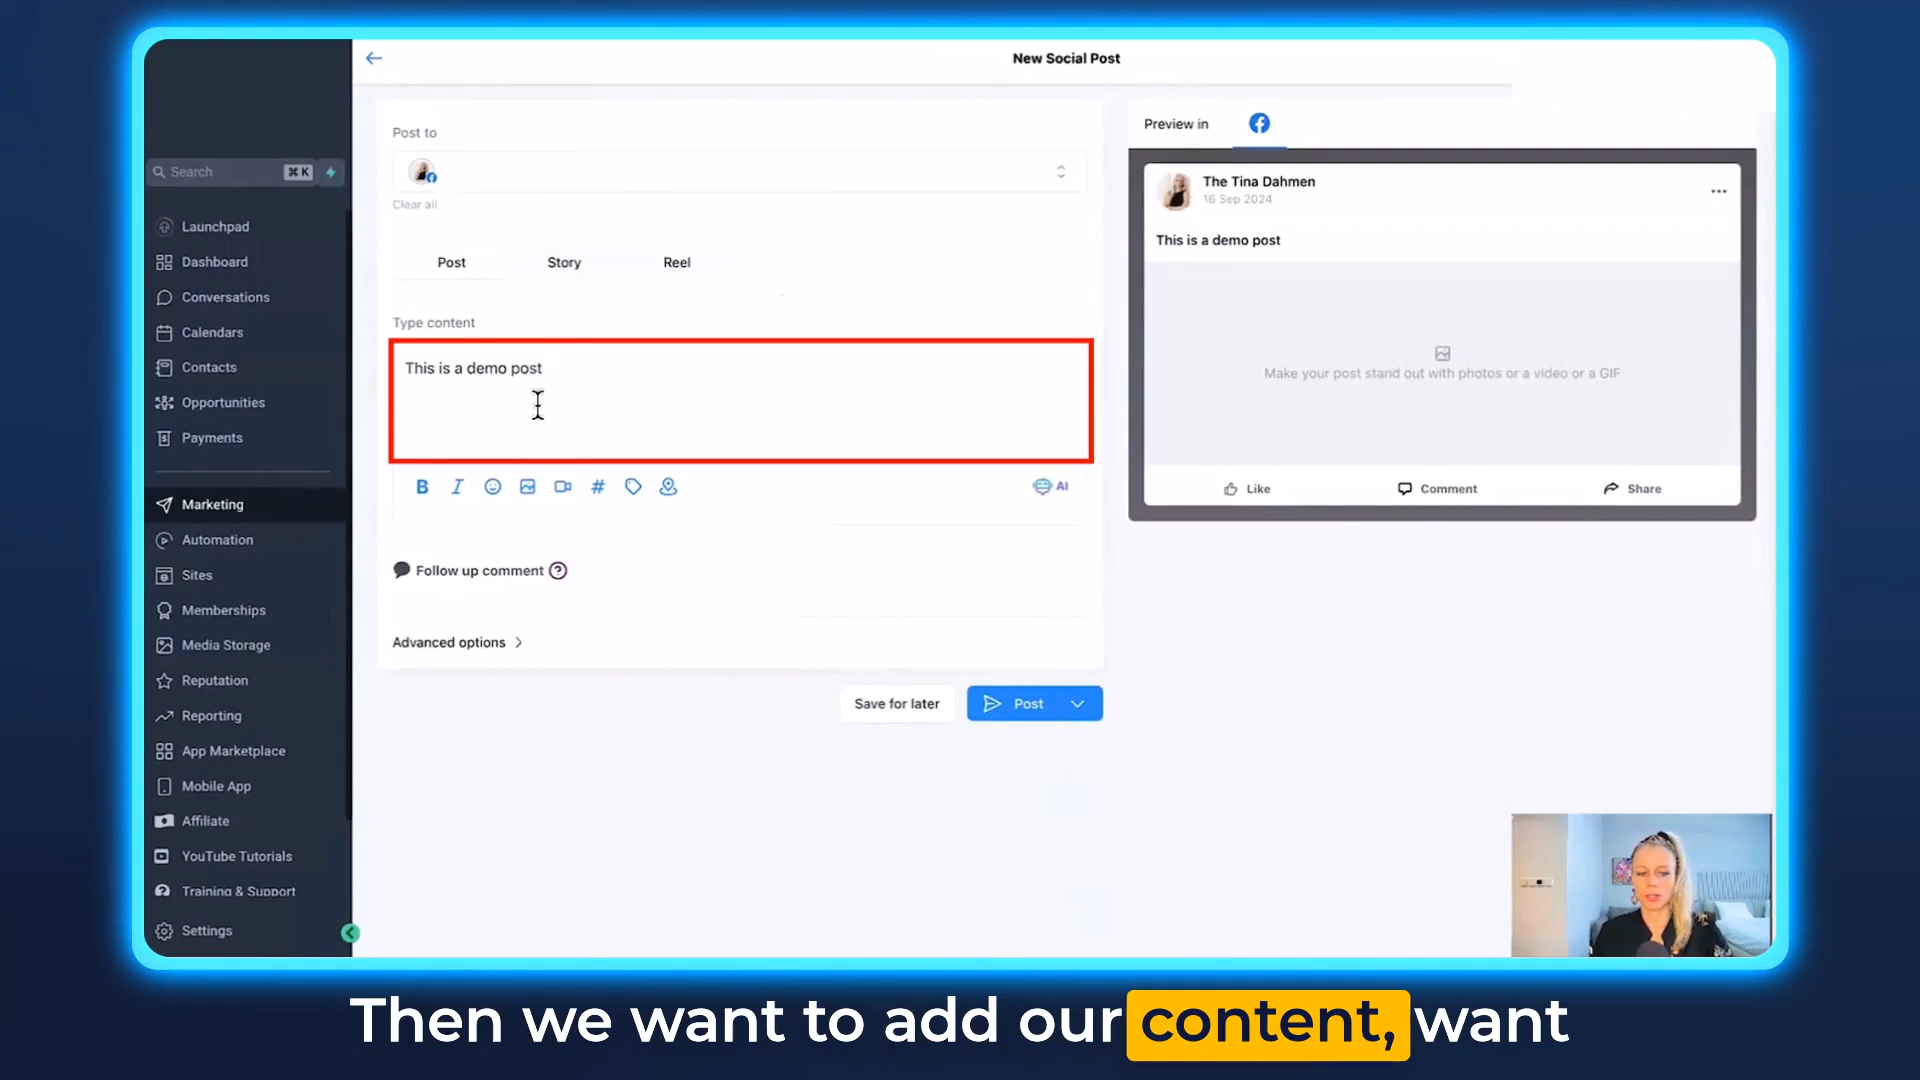 New Social Post
Search
⌘ K
Launchpad
Dashboard
Conversations
Calendars
Contacts
Opportunities
Payments
Marketing
Automation
Sites
Memberships
Media Storage
Reputation
Reporting
App Marketplace
Mobile App
Affiliate
YouTube Tutorials
Training & Support
Settings
Post to
Clear all
Post Story Reel
Type content
This is a demo post
B I # AI
Follow up comment ?
Advanced options
Save for later
Post
Preview in
The Tina Dahmen
16 Sep 2024
This is a demo post
Make your post stand out with photos or a video or a GIF
Like Comment Share
Then we want to add our content, want